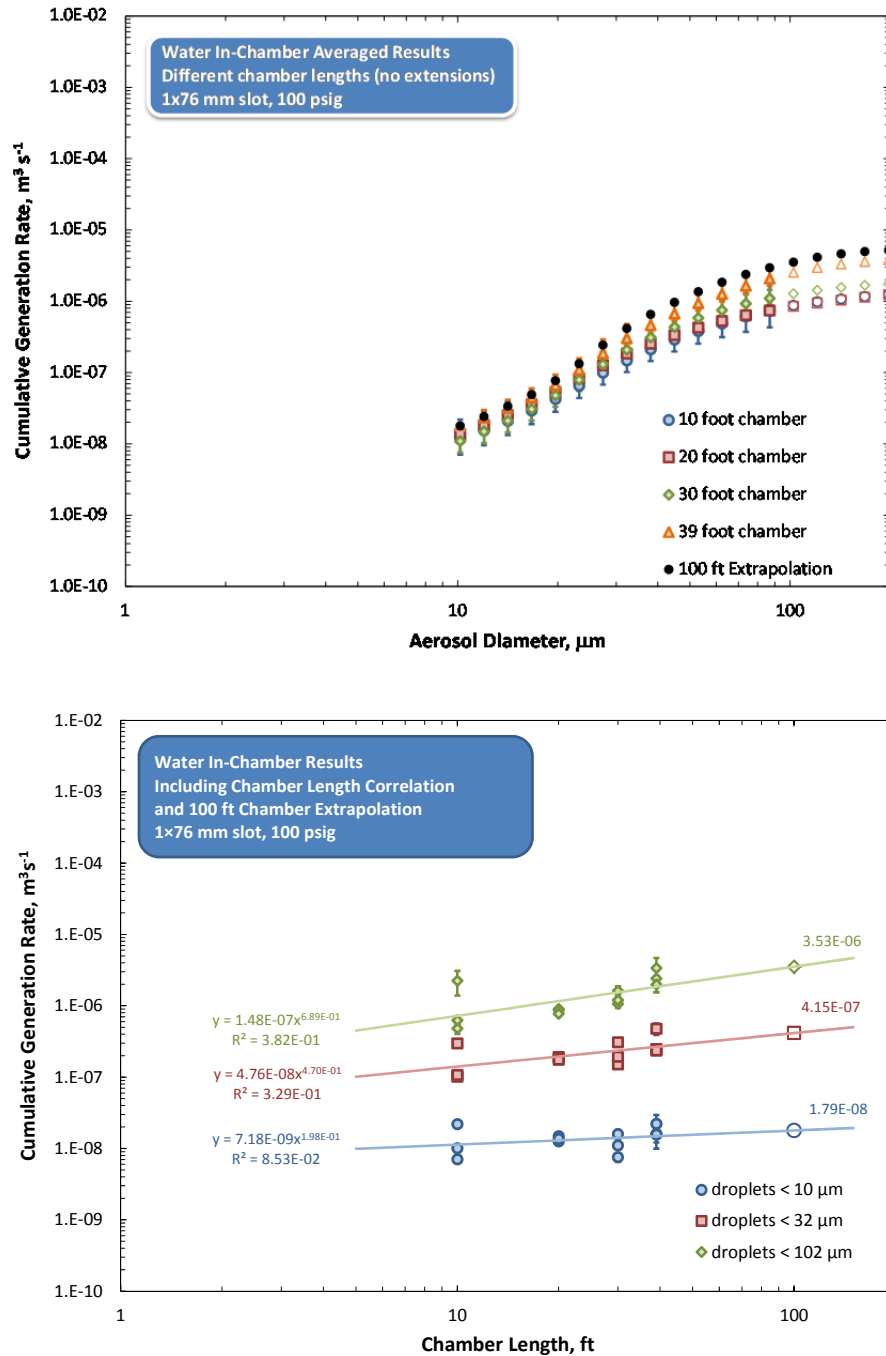 1.0E-02
1.0E-03
1.0E-04
1.0E-05
1.0E-06
1.0E-07
1.0E-08
1.0E-09
1.0E-10
Cumulative Generation Rate, m³ s⁻¹
Water In-Chamber Averaged Results
Different chamber lengths (no extensions)
1x76 mm slot, 100 psig
10 foot chamber
20 foot chamber
30 foot chamber
39 foot chamber
100 ft Extrapolation
1
10
100
Aerosol Diameter, µm
1.E-02
1.E-03
1.E-04
1.E-05
1.E-06
1.E-07
1.E-08
1.E-09
1.E-10
Cumulative Generation Rate, m³s⁻¹
Water In-Chamber Results
Including Chamber Length Correlation
and 100 ft Chamber Extrapolation
1×76 mm slot, 100 psig
3.53E-06
4.15E-07
1.79E-08
y = 1.48E-07x^6.89E-01
R² = 3.82E-01
y = 4.76E-08x^4.70E-01
R² = 3.29E-01
y = 7.18E-09x^1.98E-01
R² = 8.53E-02
droplets < 10 µm
droplets < 32 µm
droplets < 102 µm
1
10
100
Chamber Length, ft